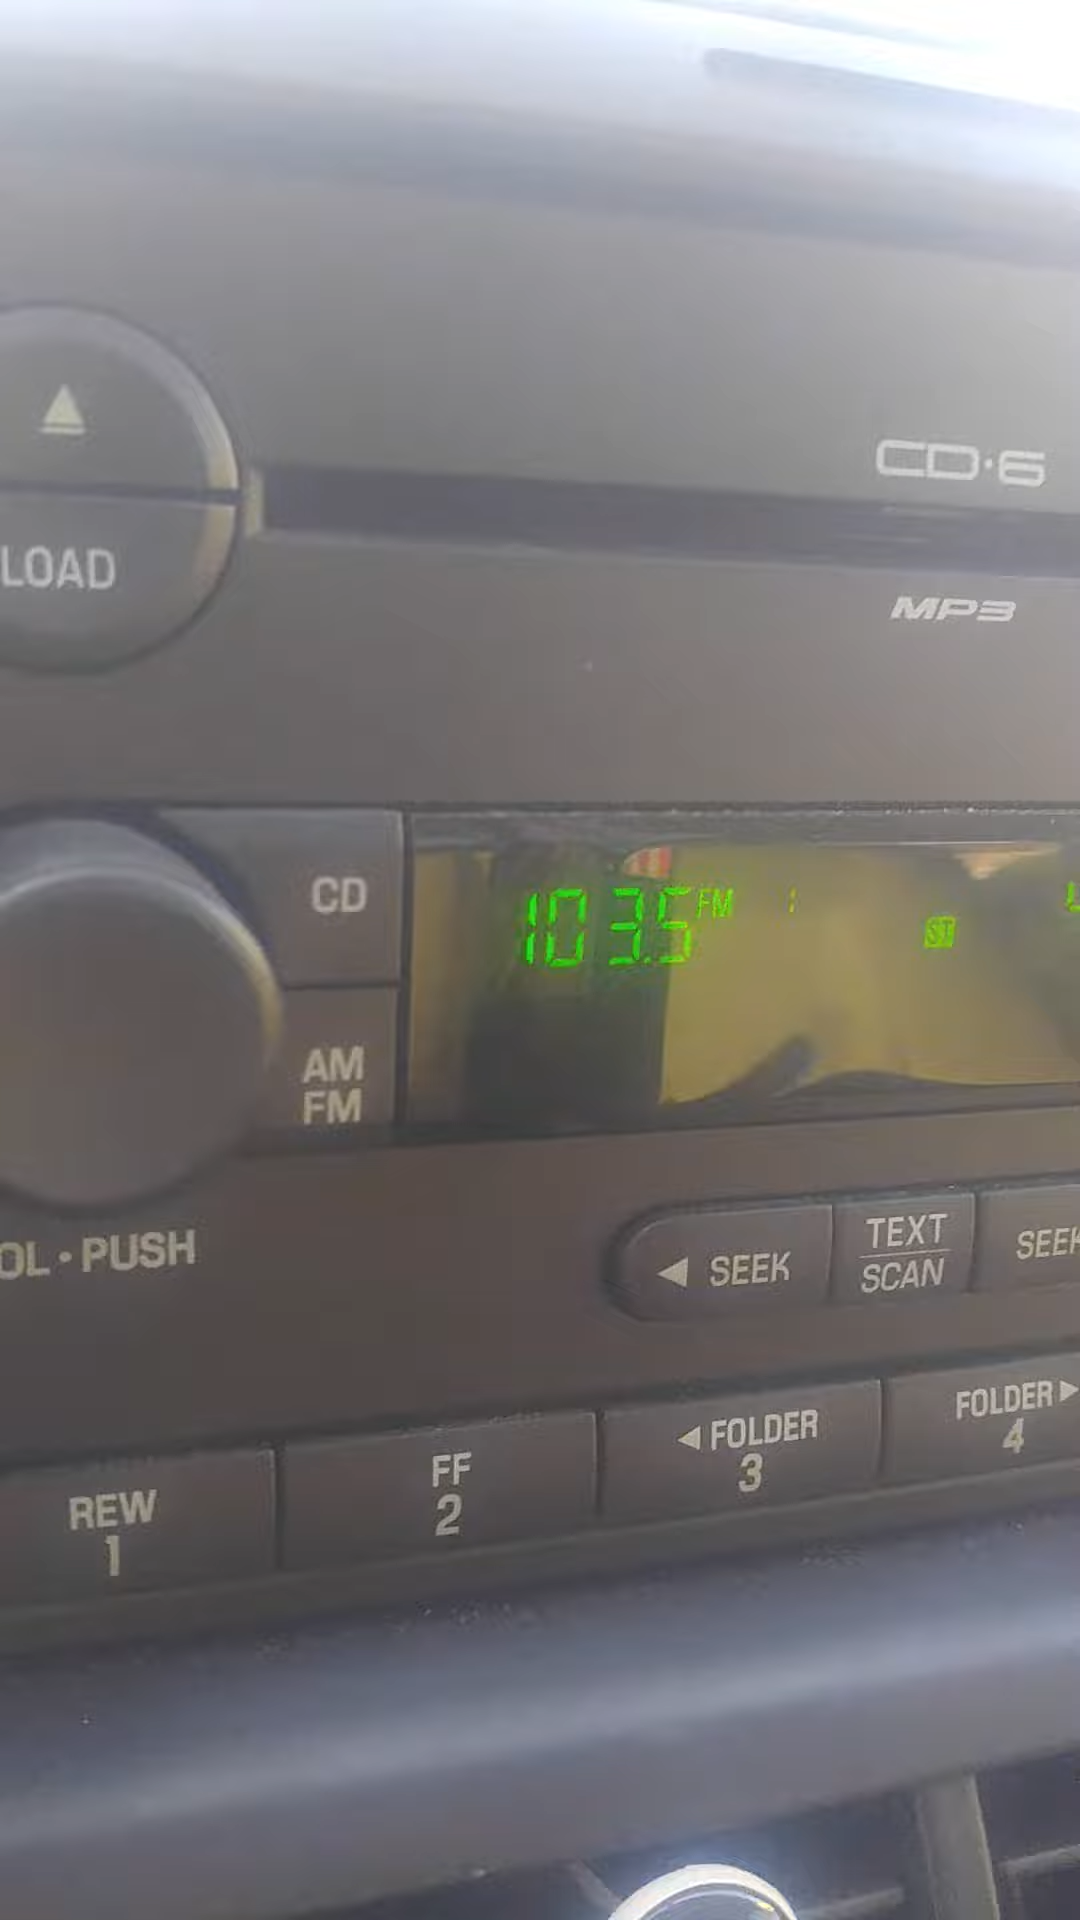 CD·6
LOAD
MP3
CD
103.5 FM 1
ST
AM
FM
OL • PUSH
◀ SEEK
TEXT
SCAN
SEEK
◀ FOLDER
3
FOLDER ▶
4
FF
2
REW
1